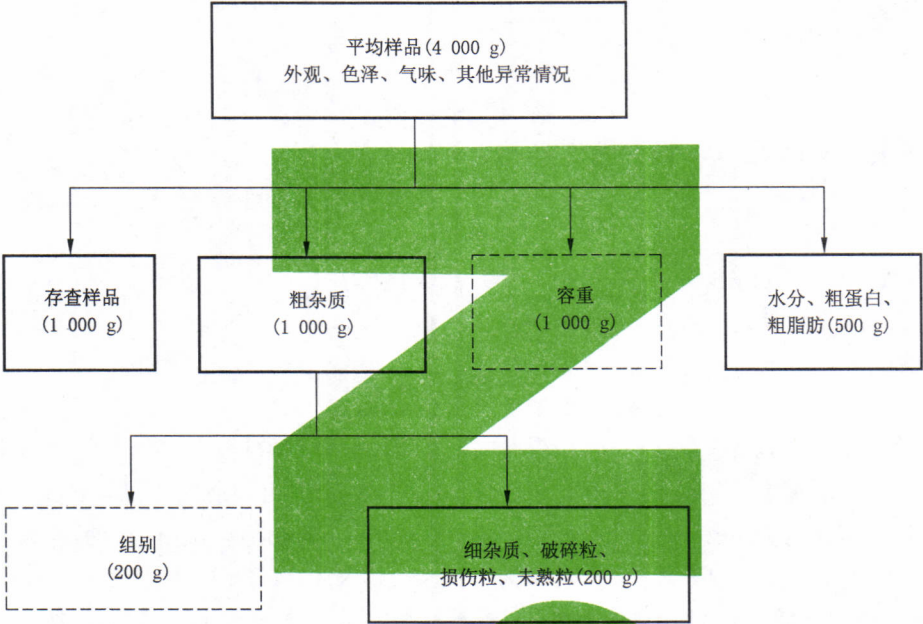 平均样品(4 000 g)
外观、色泽、气味、其他异常情况
存查样品
(1 000 g)
粗杂质
(1 000 g)
容重
(1 000 g)
水分、粗蛋白、
粗脂肪(500 g)
组别
(200 g)
细杂质、破碎粒、
损伤粒、未熟粒(200 g)